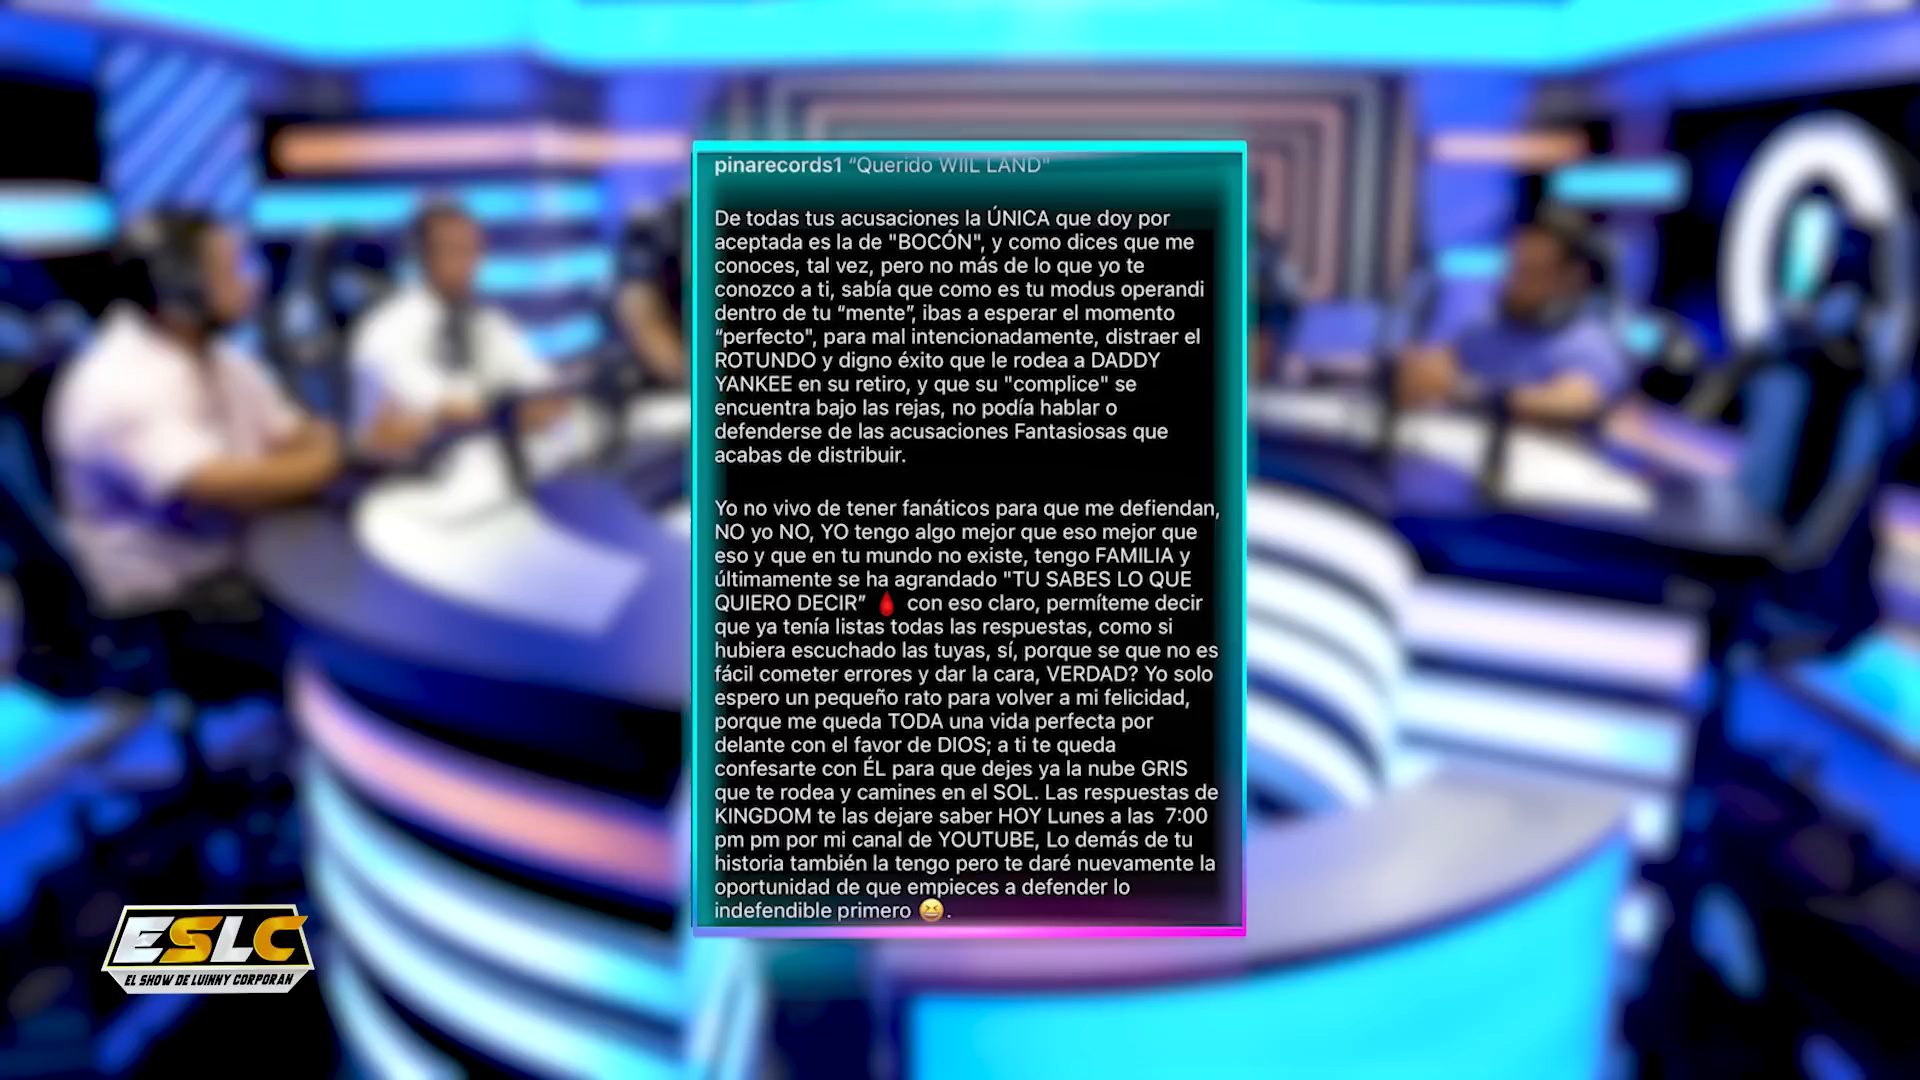 pinarecords1 “Querido WIIL LAND"
De todas tus acusaciones la ÚNICA que doy por
aceptada es la de "BOCÓN", y como dices que me
conoces, tal vez, pero no más de lo que yo te
conozco a ti, sabía que como es tu modus operandi
dentro de tu “mente”, ibas a esperar el momento
“perfecto", para mal intencionadamente, distraer el
ROTUNDO y digno éxito que le rodea a DADDY
YANKEE en su retiro, y que su "complice" se
encuentra bajo las rejas, no podía hablar o
defenderse de las acusaciones Fantasiosas que
acabas de distribuir.
Yo no vivo de tener fanáticos para que me defiendan,
NO yo NO, YO tengo algo mejor que eso mejor que
eso y que en tu mundo no existe, tengo FAMILIA y
últimamente se ha agrandado "TU SABES LO QUE
QUIERO DECIR” 🩸 con eso claro, permíteme decir
que ya tenía listas todas las respuestas, como si
hubiera escuchado las tuyas, sí, porque se que no es
fácil cometer errores y dar la cara, VERDAD? Yo solo
espero un pequeño rato para volver a mi felicidad,
porque me queda TODA una vida perfecta por
delante con el favor de DIOS; a ti te queda
confesarte con ÉL para que dejes ya la nube GRIS
que te rodea y camines en el SOL. Las respuestas de
KINGDOM te las dejare saber HOY Lunes a las 7:00
pm pm por mi canal de YOUTUBE, Lo demás de tu
historia también la tengo pero te daré nuevamente la
oportunidad de que empieces a defender lo
indefendible primero 😆.
ESLC
EL SHOW DE LUINNY CORPORAN